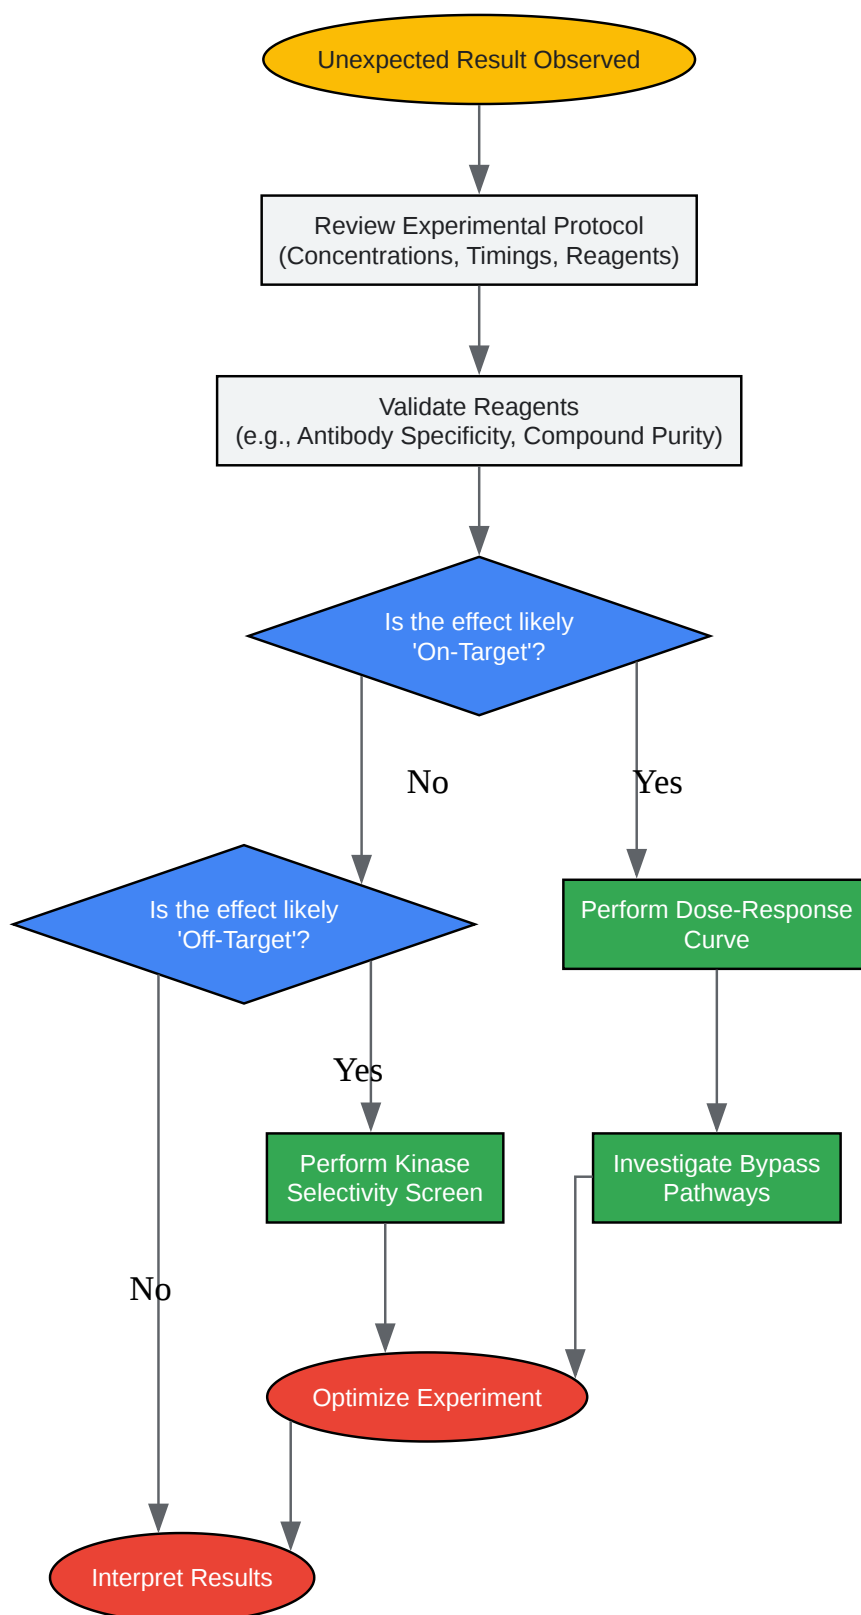 Unexpected Result Observed
Review Experimental Protocol
(Concentrations, Timings, Reagents)
Validate Reagents
(e.g., Antibody Specificity, Compound Purity)
Is the effect likely
'On-Target'?
No
Yes
Is the effect likely
'Off-Target'?
Perform Dose-Response
Curve
Yes
Perform Kinase
Selectivity Screen
Investigate Bypass
Pathways
No
Optimize Experiment
Interpret Results